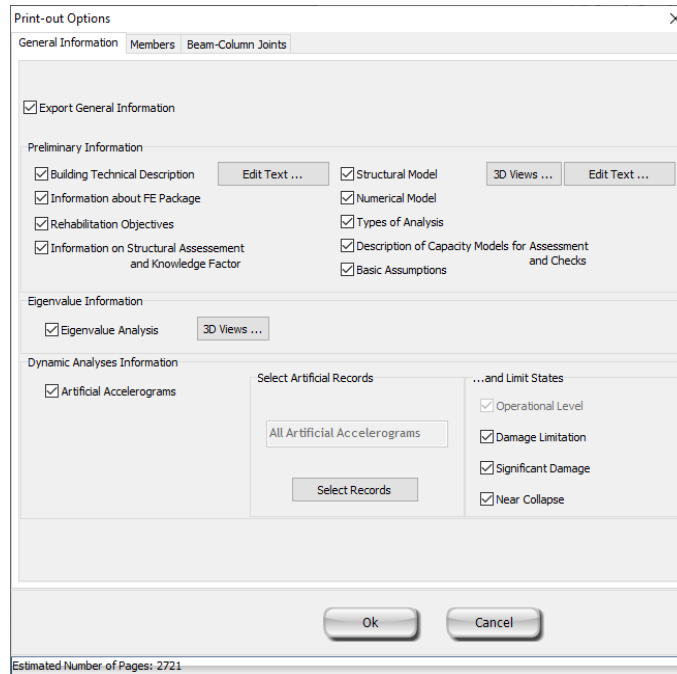 Print-out Options
General Information Members Beam-Column Joints
Export General Information
Preliminary Information
Building Technical Description Edit Text ... Structural Model 3D Views ... Edit Text ...
Information about FE Package Numerical Model
Rehabilitation Objectives Types of Analysis
Information on Structural Assessement
and Knowledge Factor
Description of Capacity Models for Assessment
and Checks
Basic Assumptions
Eigenvalue Information
Eigenvalue Analysis 3D Views ...
Dynamic Analyses Information
Artificial Accelerograms
Select Artificial Records
All Artificial Accelerograms
Select Records
...and Limit States
Operational Level
Damage Limitation
Significant Damage
Near Collapse
Ok Cancel
Estimated Number of Pages: 2721